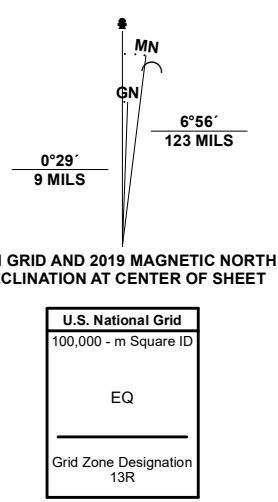 MN
GN
6°56´
123 MILS
0°29´
9 MILS
GRID AND 2019 MAGNETIC NORTH
CLINATION AT CENTER OF SHEET
U.S. National Grid
100,000 - m Square ID
EQ
Grid Zone Designation
13R